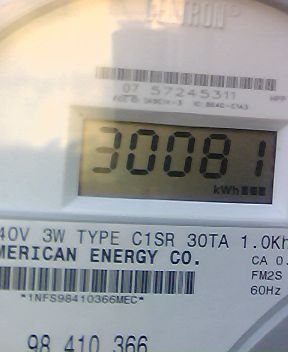 07 57245311
30081
kWh
40V 3W TYPE C1SR 30TA 1.0Kh
MERICAN ENERGY CO.
CA 0.
FM2S
60Hz
*1NFS98410366MEC*
98 410 366